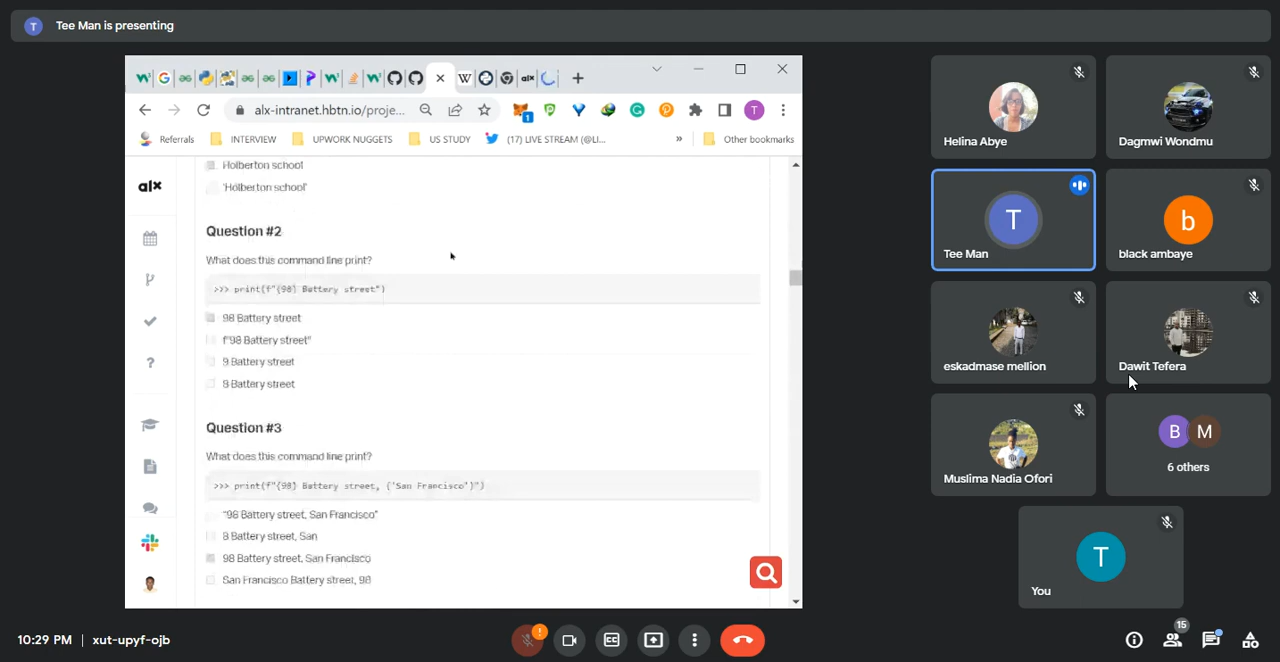 T Tee Man is presenting
alx-intranet.hbtn.io/proje...
Referrals INTERVIEW UPWORK NUGGETS US STUDY (17) LIVE STREAM (@LI... » Other bookmarks
alx
Holberton school
'Holberton school'
Question #2
What does this command line print?
>>> print(f"{98} Battery street")
98 Battery street
f"98 Battery street"
9 Battery street
8 Battery street
Question #3
What does this command line print?
>>> print(f"{98} Battery street, {'San Francisco'}")
"98 Battery street, San Francisco"
8 Battery street, San
98 Battery street, San Francisco
San Francisco Battery street, 98
Helina Abye
Dagmwi Wondmu
T
Tee Man
b
black ambaye
eskadmase mellion
Dawit Tefera
Muslima Nadia Ofori
B M
6 others
T
You
10:29 PM | xut-upyf-ojb
15